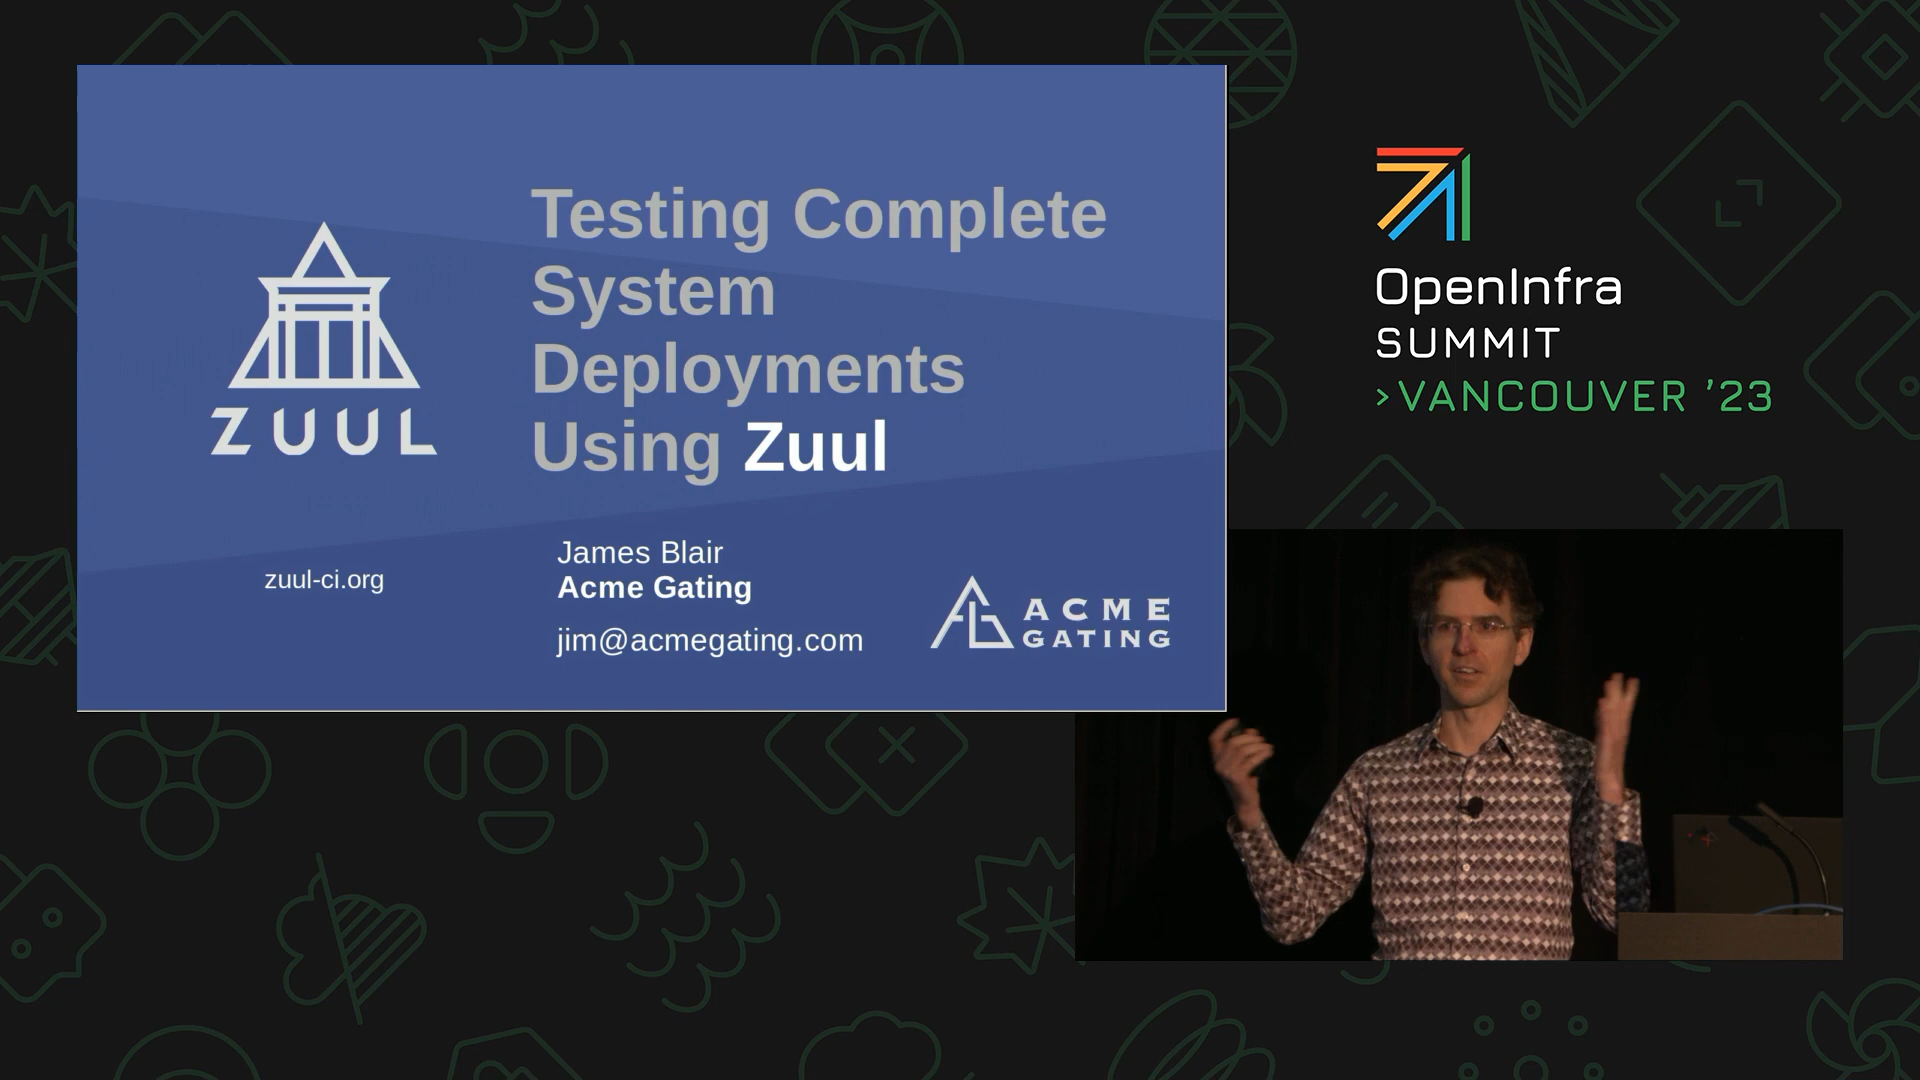 Testing Complete
System
Deployments
Using Zuul
ZUUL
zuul-ci.org
James Blair
Acme Gating
jim@acmegating.com
ACME
GATING
OpenInfra
SUMMIT
>VANCOUVER ’23